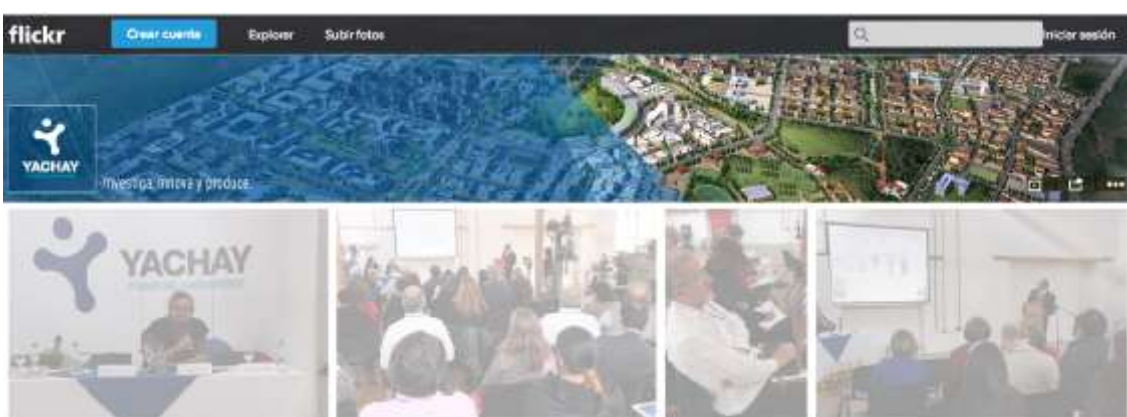 flickr
Crear cuenta
Explorar
Subir fotos
Iniciar sesión
YACHAY
Investiga, innova y produce.
YACHAY